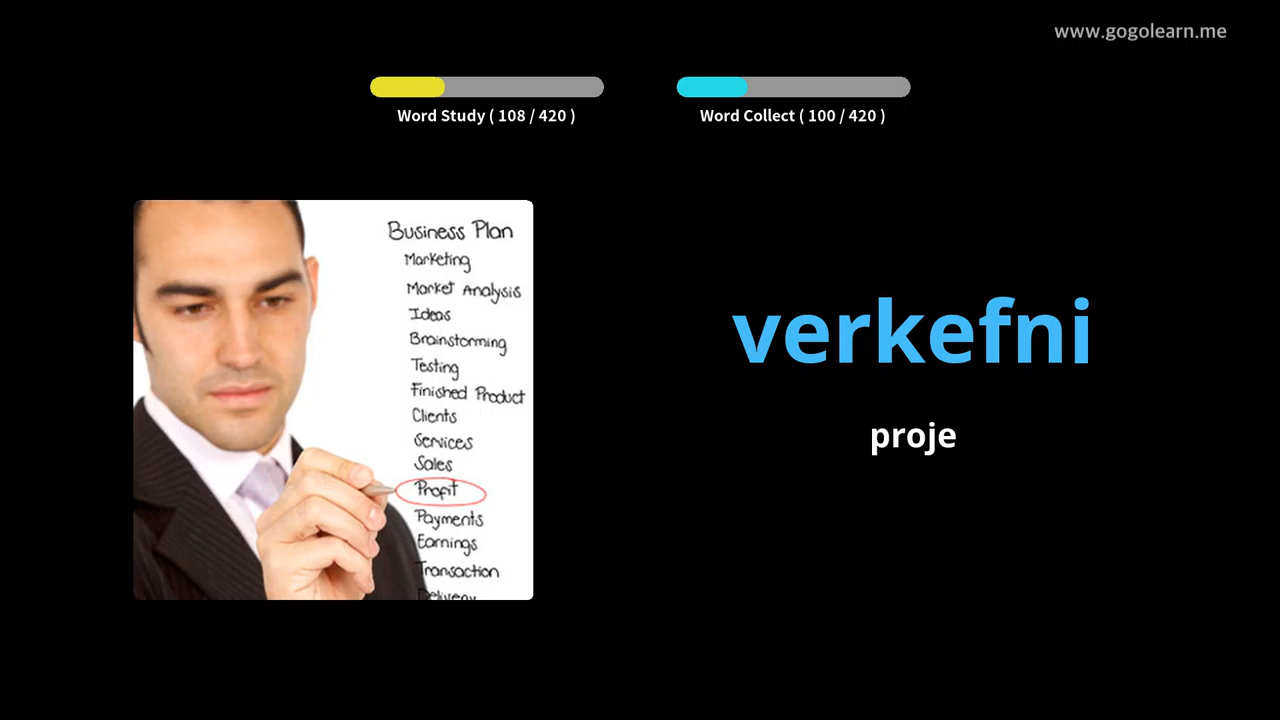 www.gogolearn.me
Word Study ( 108 / 420 )
Word Collect ( 100 / 420 )
Business Plan
Marketing
Market Analysis
Ideas
Brainstorming
Testing
Finished Product
Clients
Services
Sales
Profit
Payments
Earnings
Transaction
Delivery
verkefni
proje